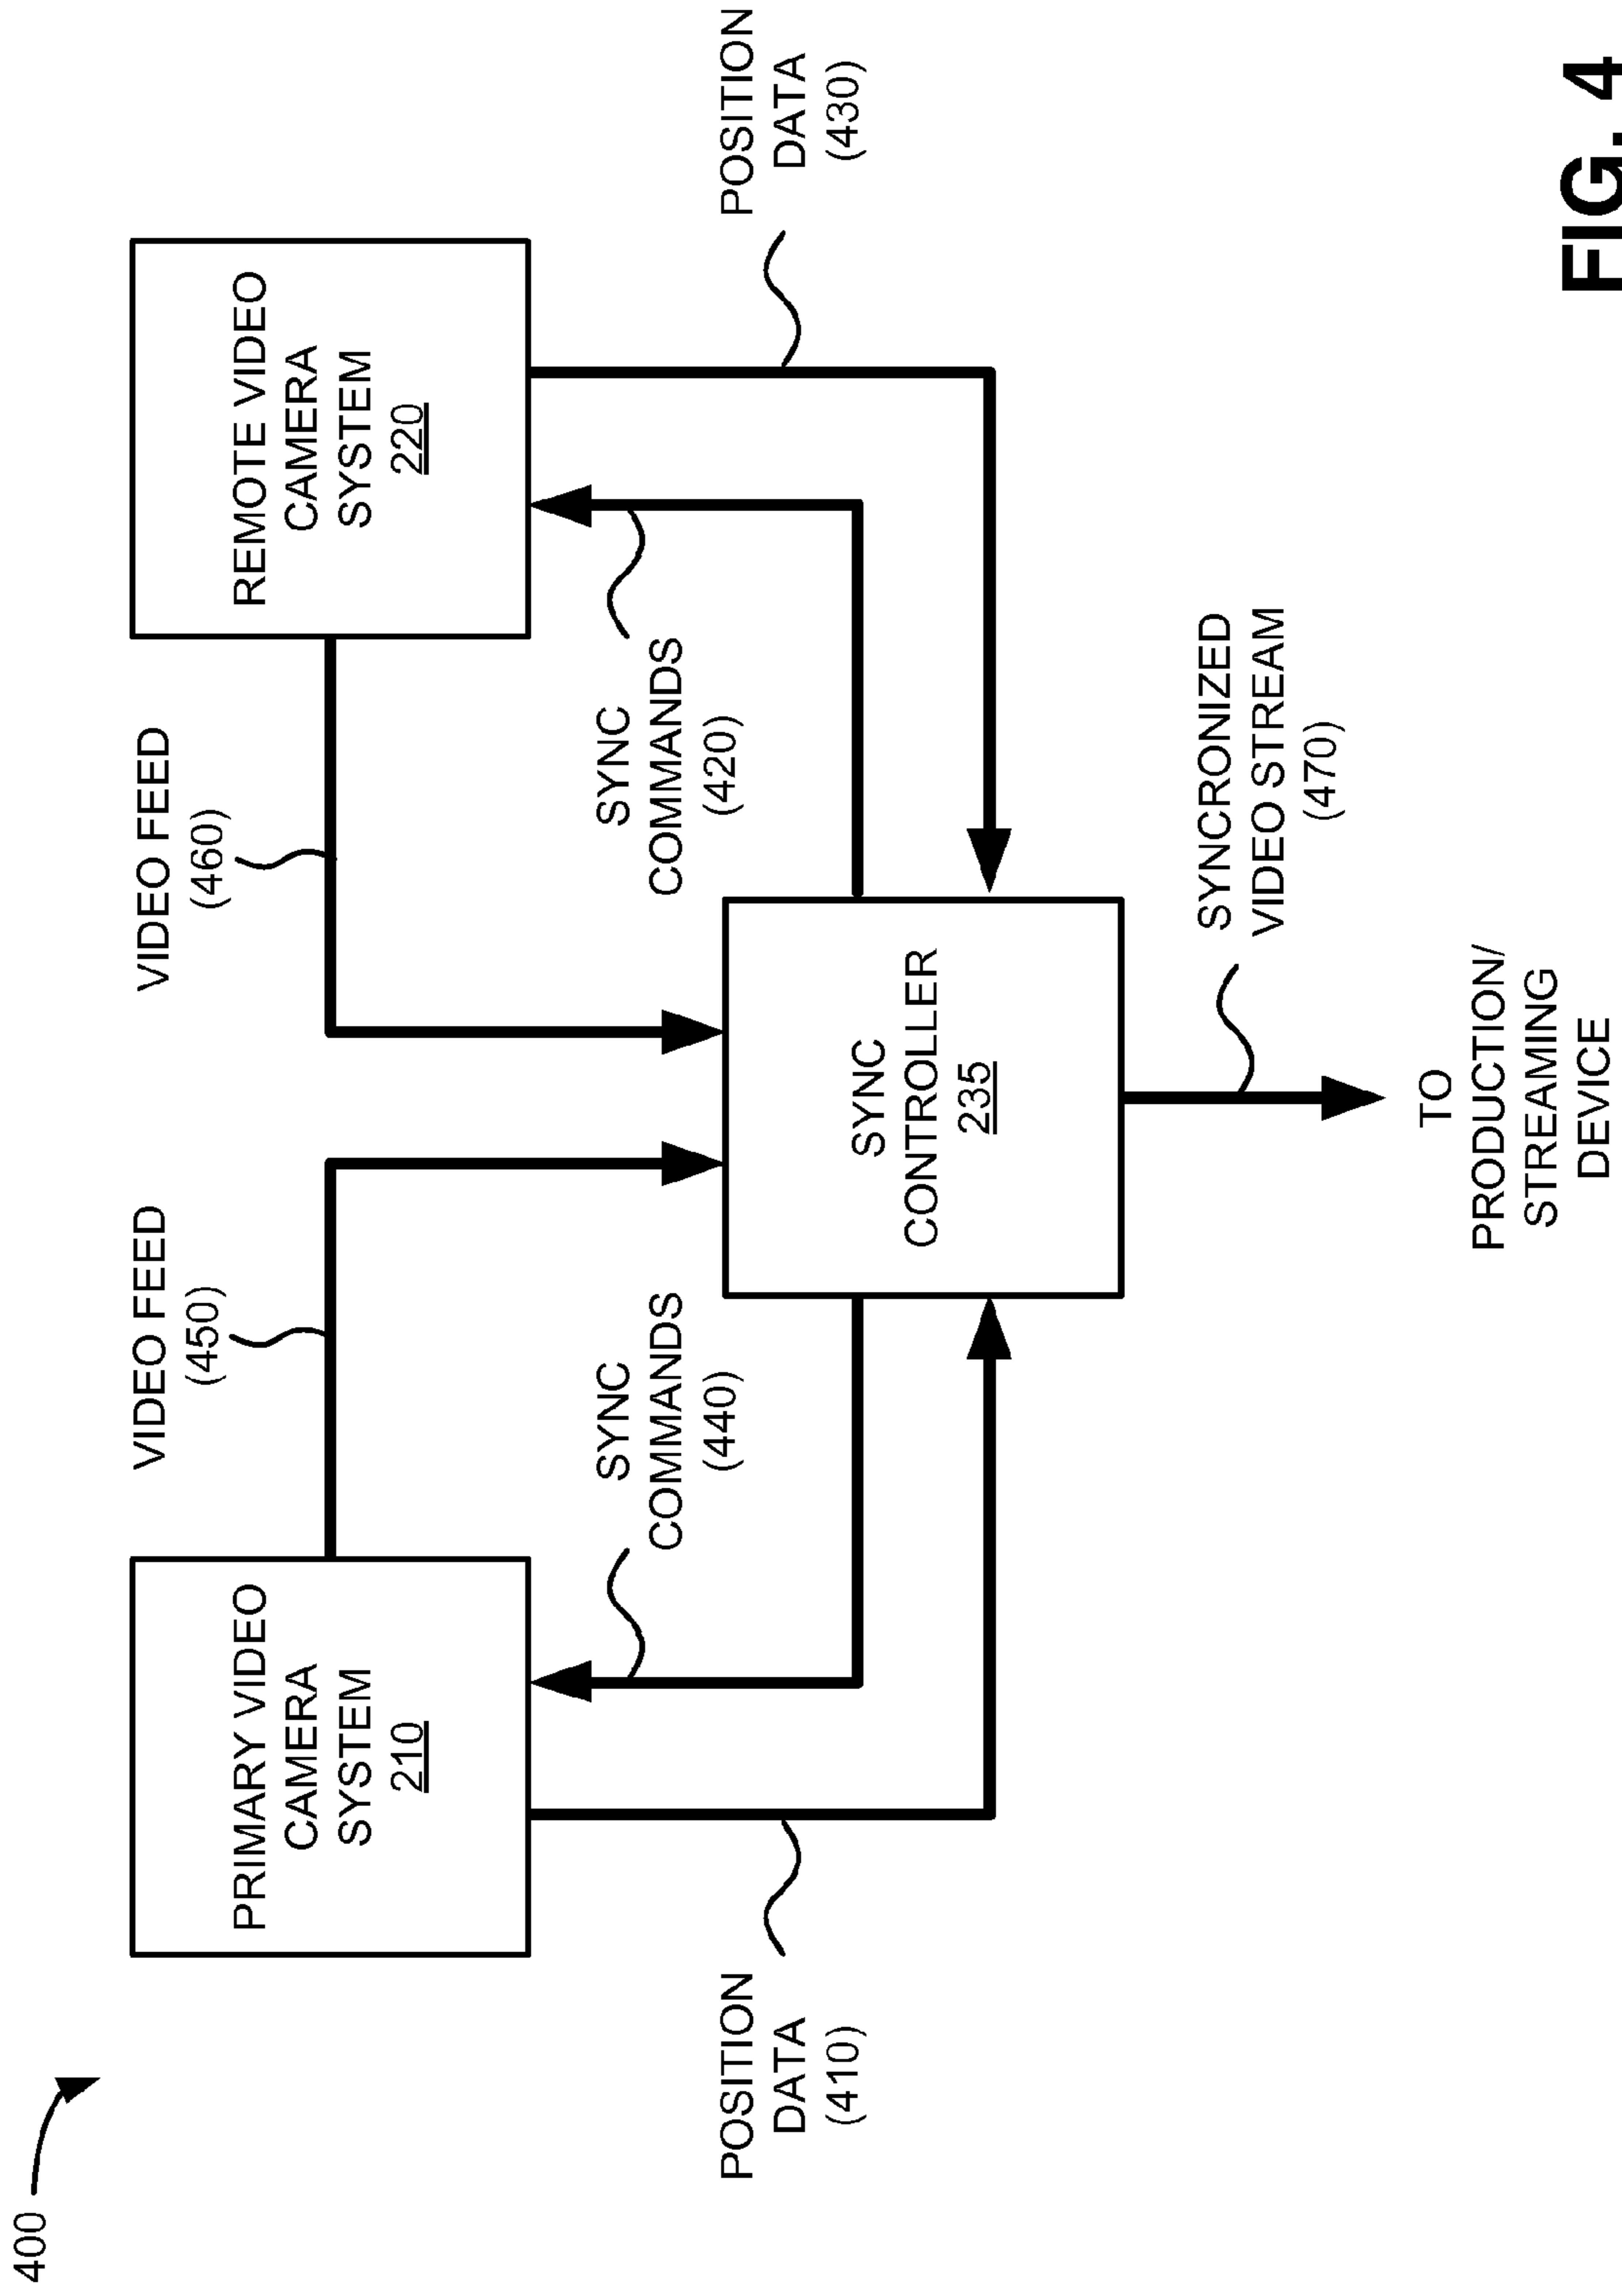 400
VIDEO FEED
(450)
VIDEO FEED
(460)
PRIMARY VIDEO
CAMERA
SYSTEM
210
REMOTE VIDEO
CAMERA
SYSTEM
220
SYNC
COMMANDS
(440)
SYNC
COMMANDS
(420)
POSITION
DATA
(410)
POSITION
DATA
(430)
SYNC
CONTROLLER
235
SYNCRONIZED
VIDEO STREAM
(470)
TO
PRODUCTION/
STREAMING
DEVICE
FIG. 4